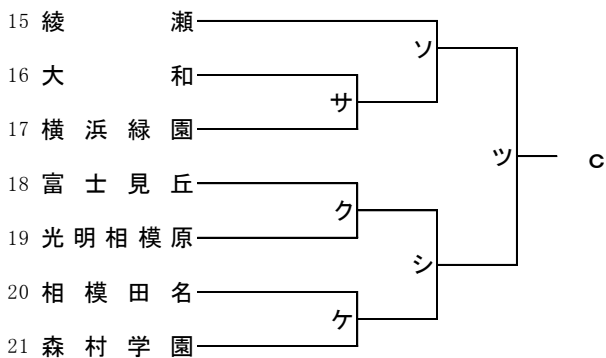 15 綾瀬
ソ
16 大和
サ
17 横浜緑園
ツ
C
18 富士見丘
ク
19 光明相模原
シ
20 相模田名
ケ
21 森村学園